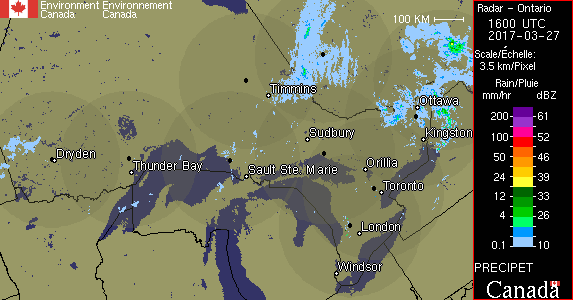 Environment Environnement
Canada Canada
100 KM
Radar - Ontario
1600 UTC
2017-03-27
Scale/Échelle:
3.5 km/Pixel
Rain/Pluie
mm/hr dBZ
200 61
100 52
50 46
24 39
12 33
4 26
0.1 10
PRECIPET
Canada
Timmins
Ottawa
Sudbury
Kingston
Dryden
Thunder Bay
Sault Ste. Marie
Orillia
Toronto
London
Windsor